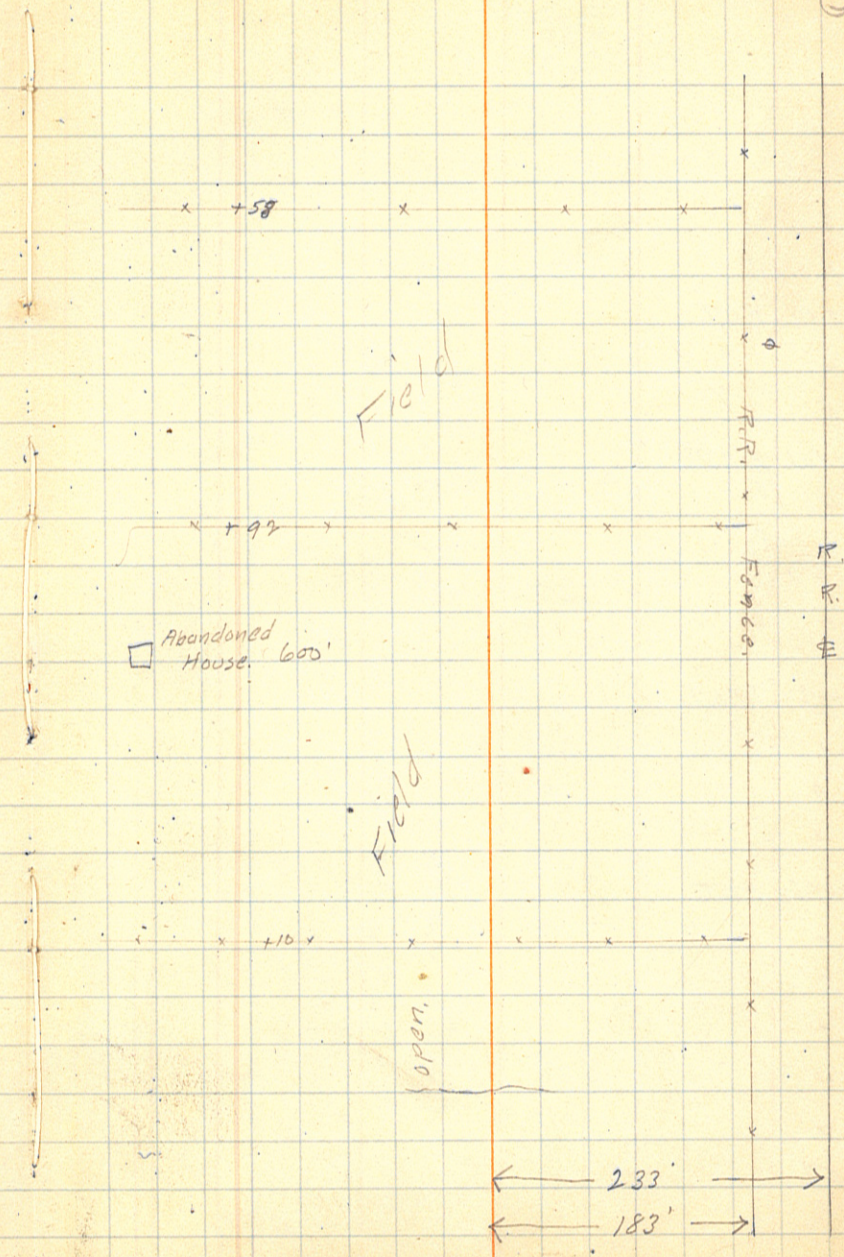 +58
Field
R.R. Fence.
+92
R.
R.
℄
Abandoned
House. 600'
Field
+10
open.
233'
183'